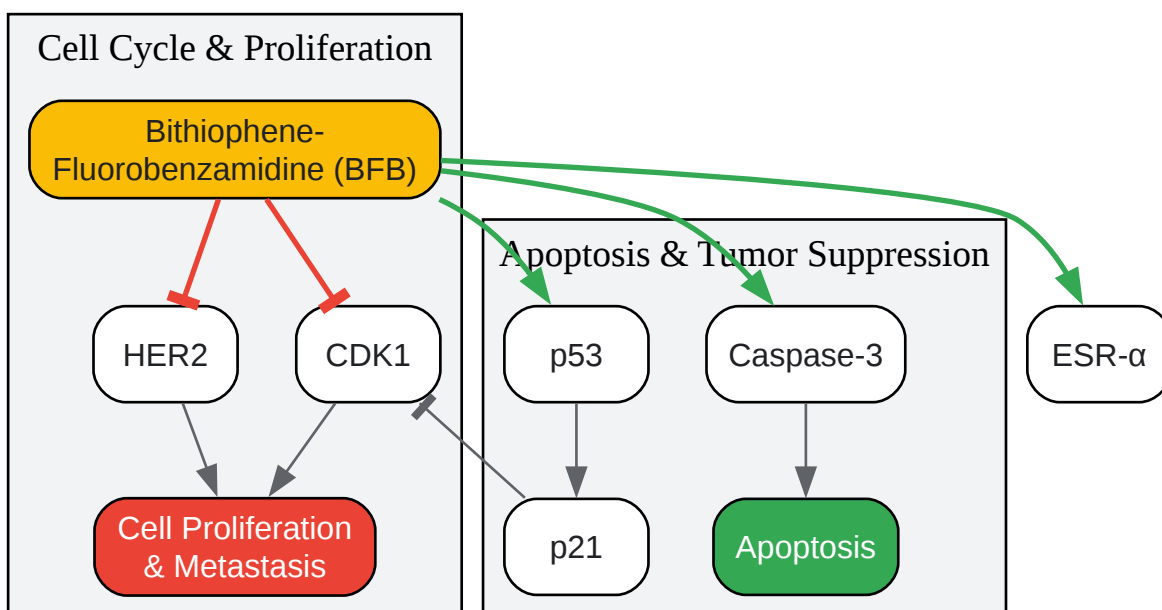 Cell Cycle & Proliferation
Bithiophene-
Fluorobenzamidine (BFB)
Apoptosis & Tumor Suppression
HER2
CDK1
p53
Caspase-3
ESR-α
Cell Proliferation
& Metastasis
p21
Apoptosis